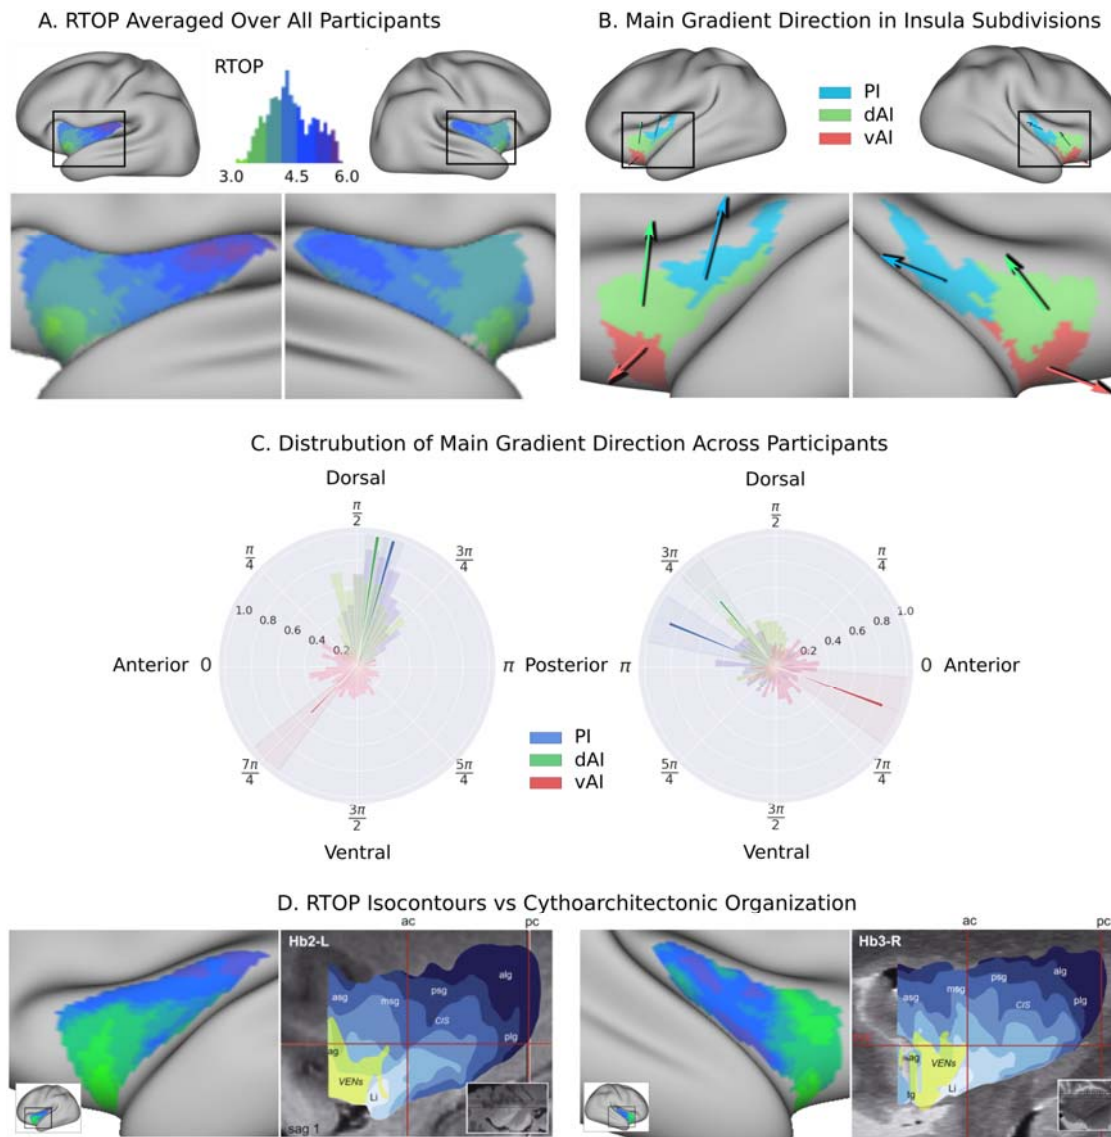 A. RTOP Averaged Over All Participants
B. Main Gradient Direction in Insula Subdivisions
RTOP
3.0 4.5 6.0
PI
dAI
vAI
C. Distrubution of Main Gradient Direction Across Participants
Dorsal
Dorsal
π/2
π/4
3π/4
1.0
0.8
0.6
0.4
0.2
Anterior 0
π Posterior
7π/4
5π/4
3π/2
Ventral
π/2
3π/4
π/4
1.0
0.8
0.6
0.4
0.2
π
0 Anterior
5π/4
7π/4
3π/2
Ventral
PI
dAI
vAI
D. RTOP Isocontours vs Cythoarchitectonic Organization
ac pc
Hb2-L
alg
asg msg psg
CIS
plg
ag
VENs
Li
sag 1
ac pc
Hb3-R
alg
psg
asg msg
CIS
plg
ag
VENs
Li